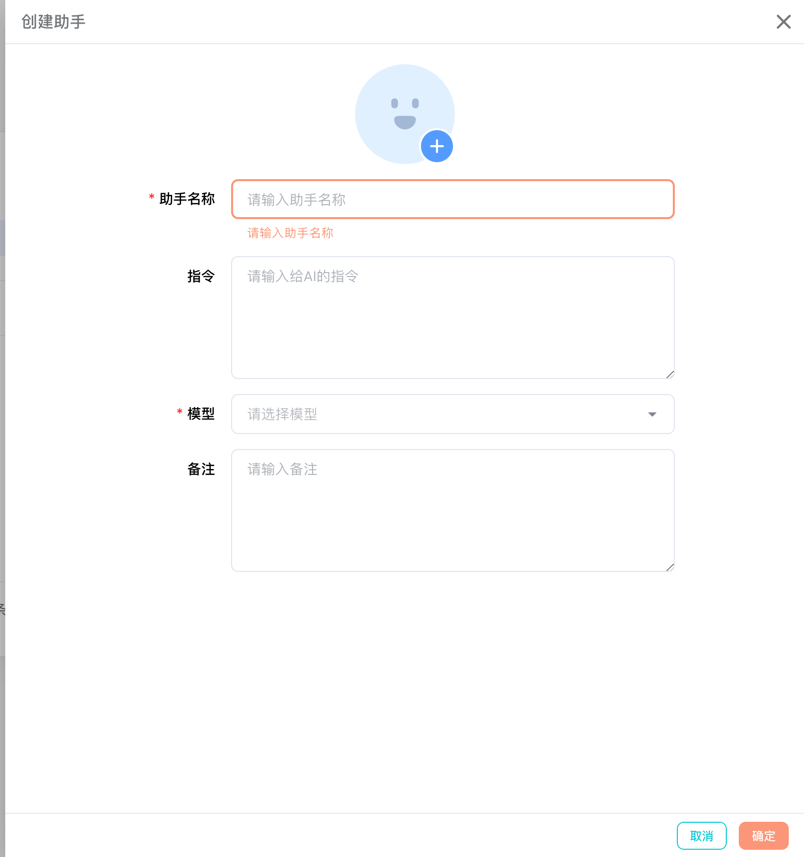 创建助手
* 助手名称
请输入助手名称
请输入助手名称
指令
请输入给AI的指令
* 模型
请选择模型
备注
请输入备注
取消
确定